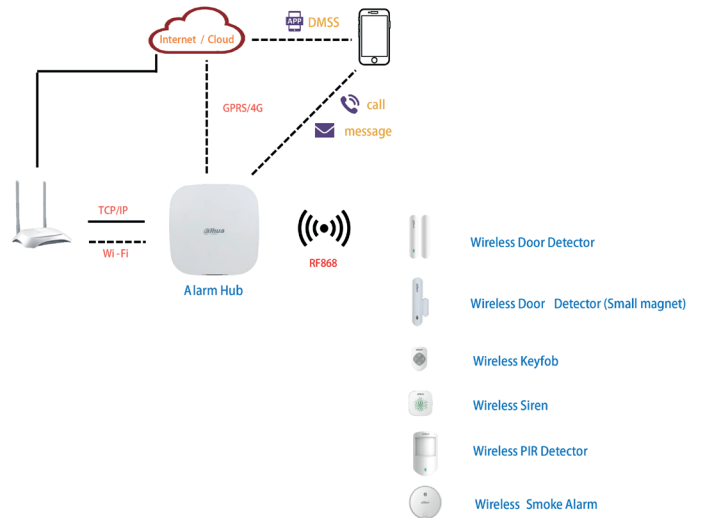 APP DMSS
Internet / Cloud
GPRS/4G
call
message
TCP/IP
Wi-Fi
alhua
RF868
Alarm Hub
Wireless Door Detector
Wireless Door Detector (Small magnet)
Wireless Keyfob
Wireless Siren
Wireless PIR Detector
Wireless Smoke Alarm